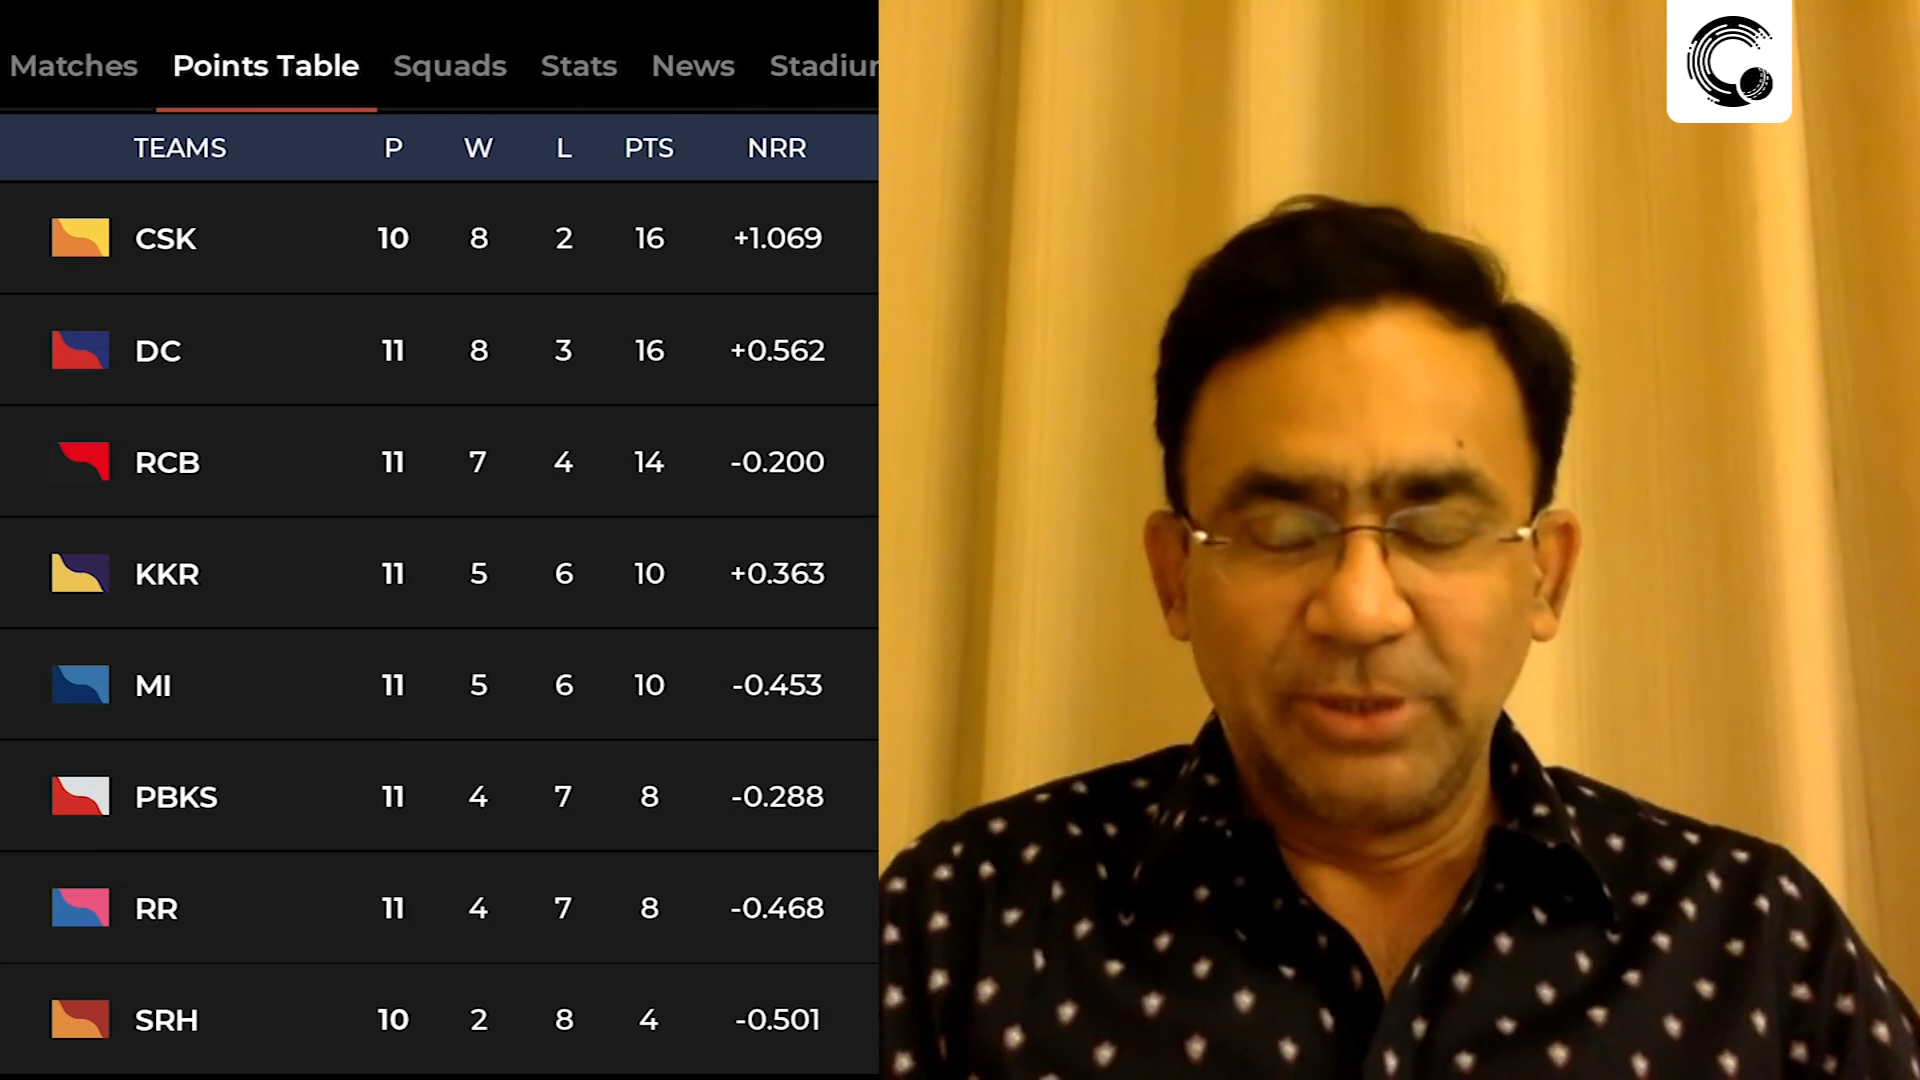 Matches Points Table Squads Stats News Stadiur
TEAMS P W L PTS NRR
CSK 10 8 2 16 +1.069
DC 11 8 3 16 +0.562
RCB 11 7 4 14 -0.200
KKR 11 5 6 10 +0.363
MI 11 5 6 10 -0.453
PBKS 11 4 7 8 -0.288
RR 11 4 7 8 -0.468
SRH 10 2 8 4 -0.501